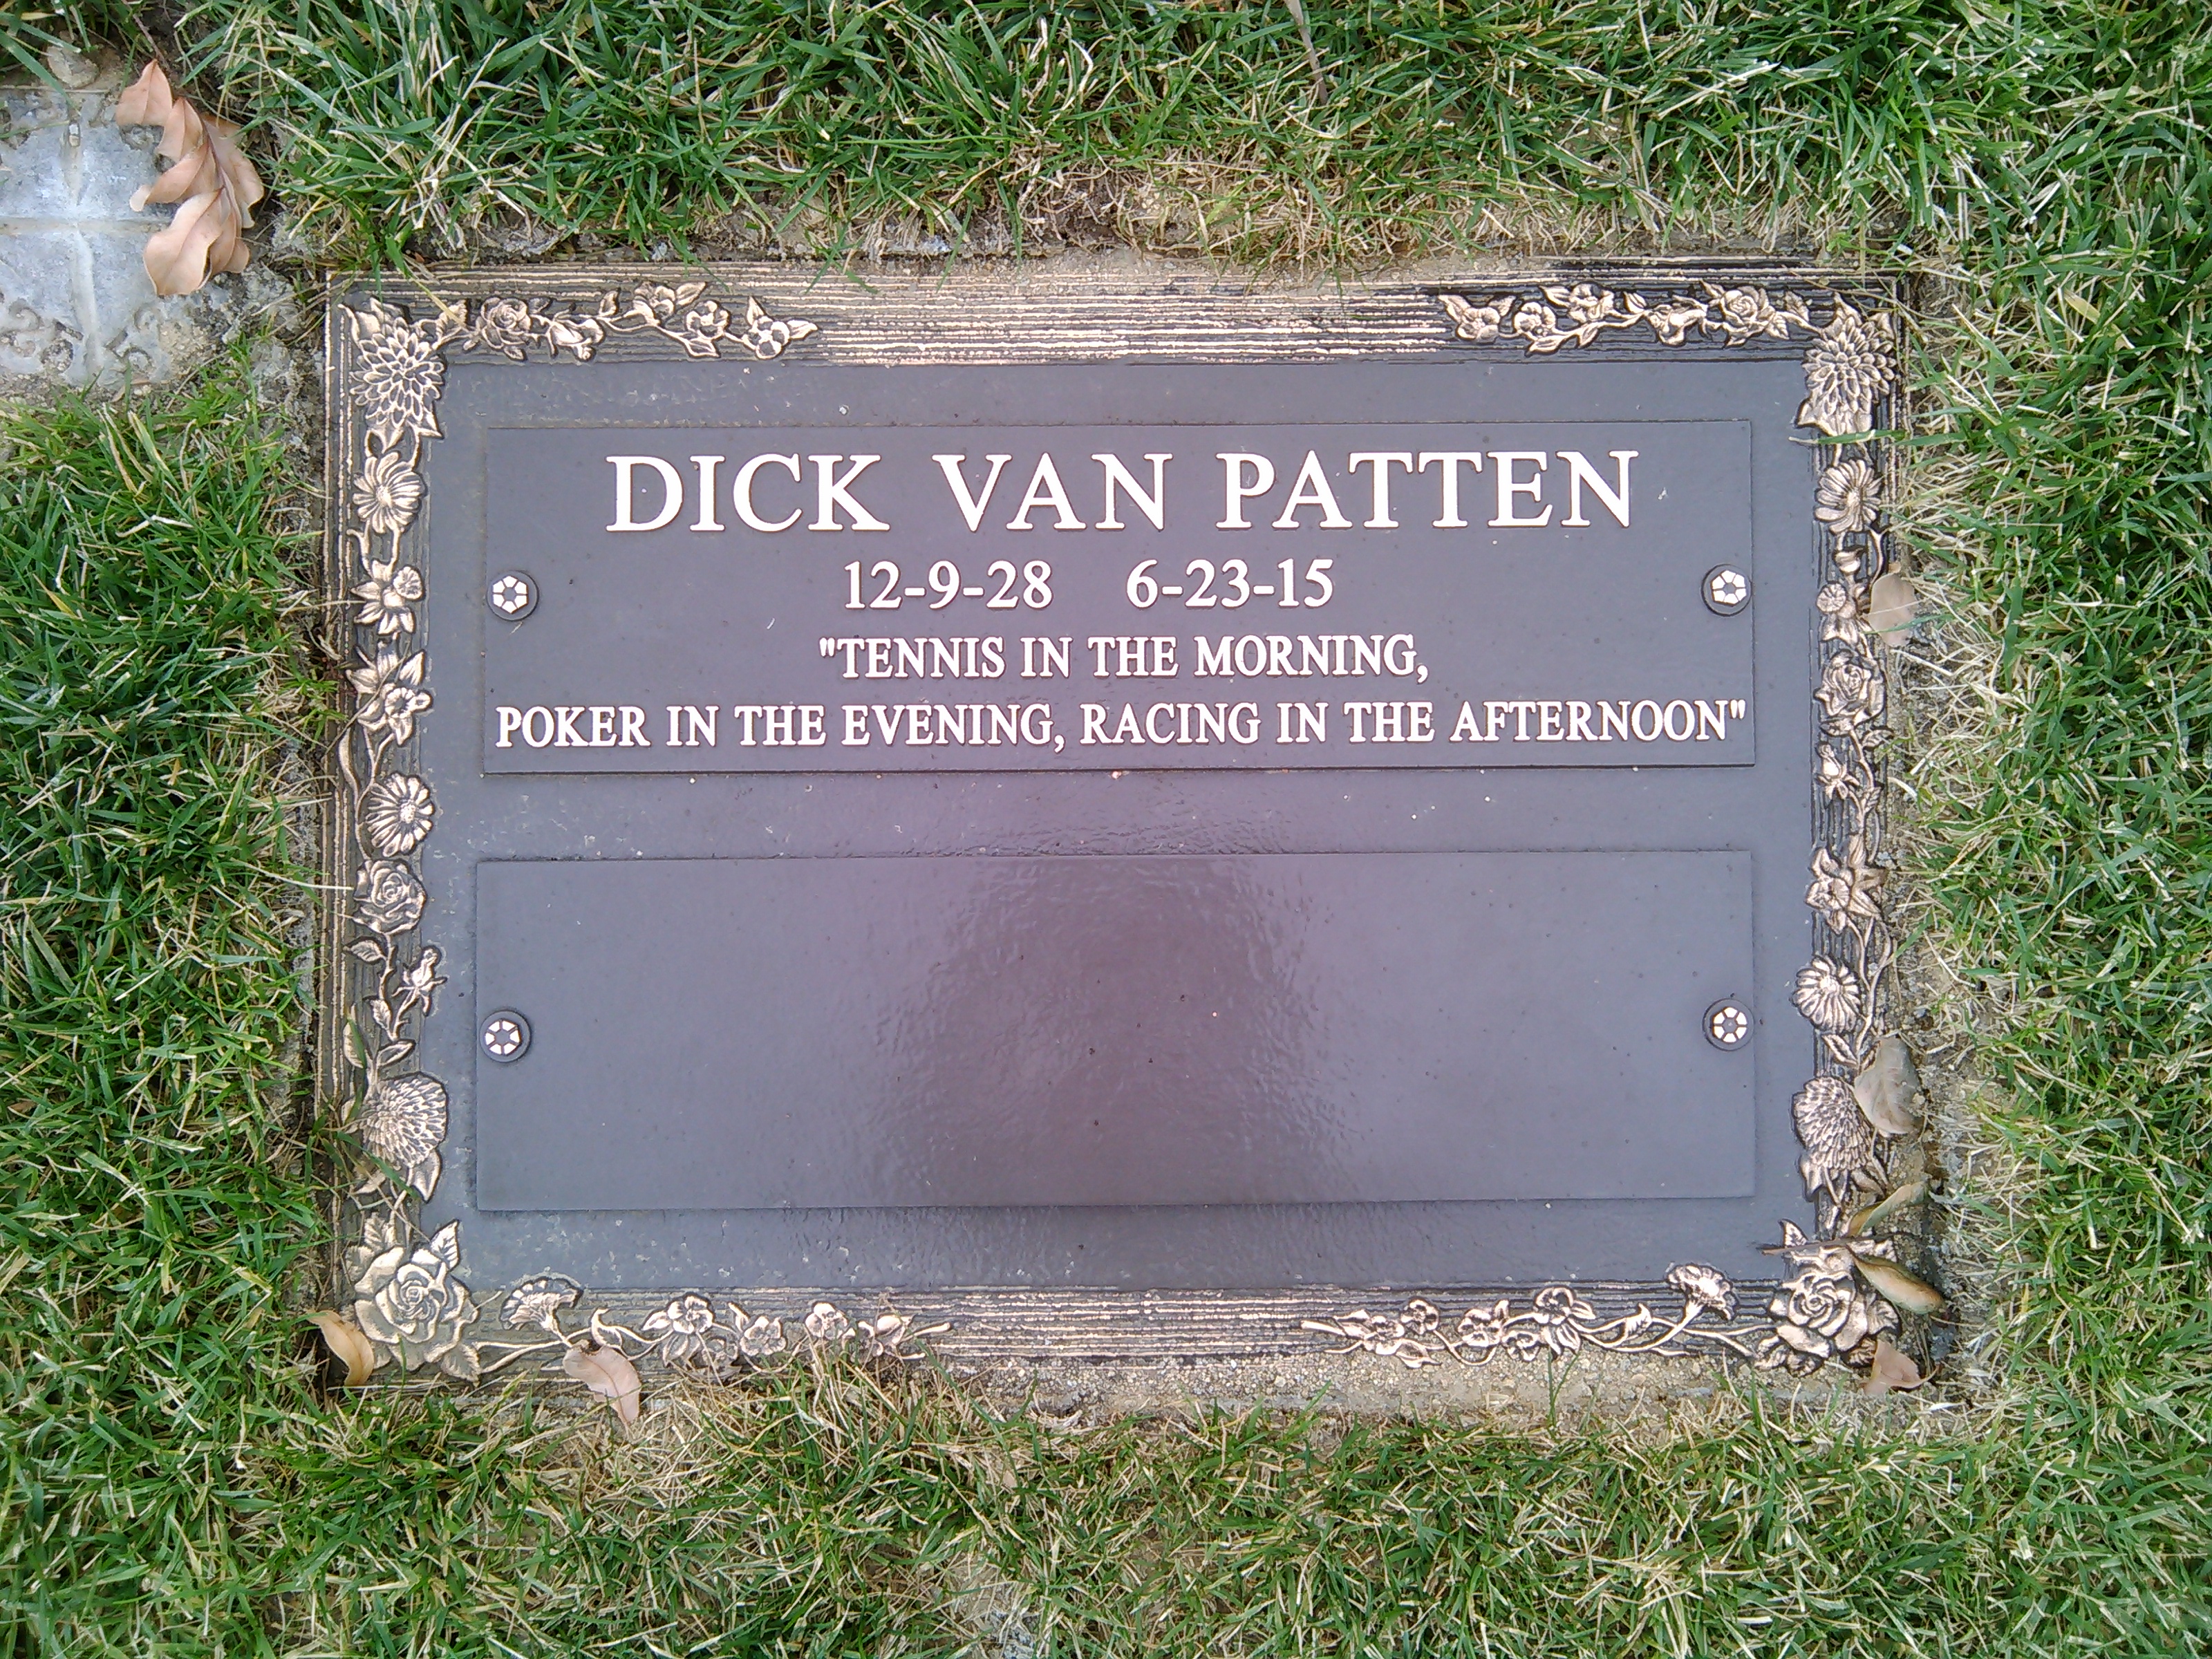 DICK VAN PATTEN
12-9-28 6-23-15
"TENNIS IN THE MORNING,
POKER IN THE EVENING, RACING IN THE AFTERNOON"